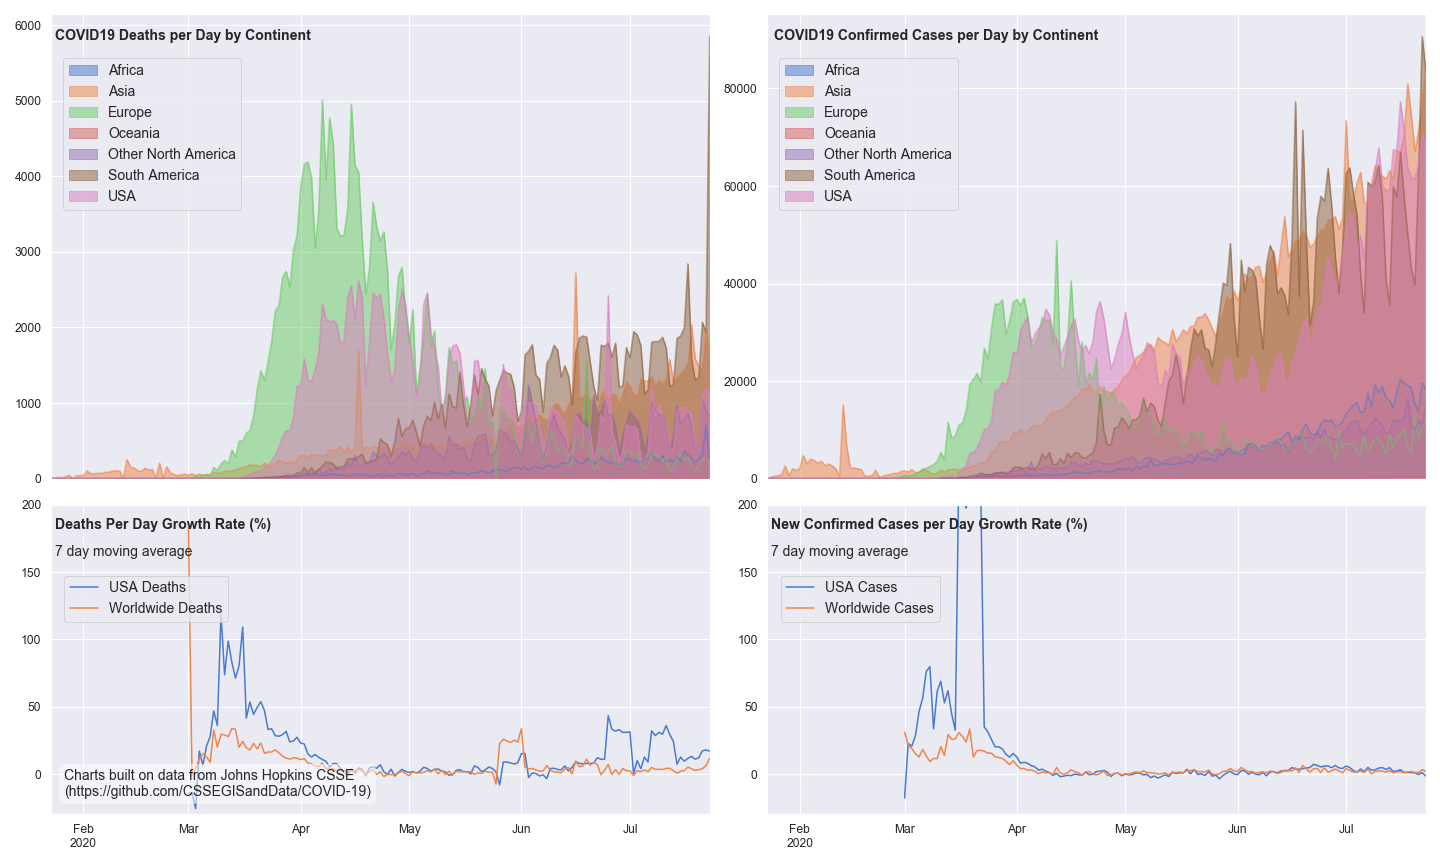 COVID19 Deaths per Day by Continent
Africa
Asia
Europe
Oceania
Other North America
South America
USA
6000
5000
4000
3000
2000
1000
0
COVID19 Confirmed Cases per Day by Continent
Africa
Asia
Europe
Oceania
Other North America
South America
USA
80000
60000
40000
20000
0
Deaths Per Day Growth Rate (%)
7 day moving average
USA Deaths
Worldwide Deaths
200
150
100
50
0
Charts built on data from Johns Hopkins CSSE
(https://github.com/CSSEGISandData/COVID-19)
Feb Mar Apr May Jun Jul
2020
New Confirmed Cases per Day Growth Rate (%)
7 day moving average
USA Cases
Worldwide Cases
200
150
100
50
0
Feb Mar Apr May Jun Jul
2020